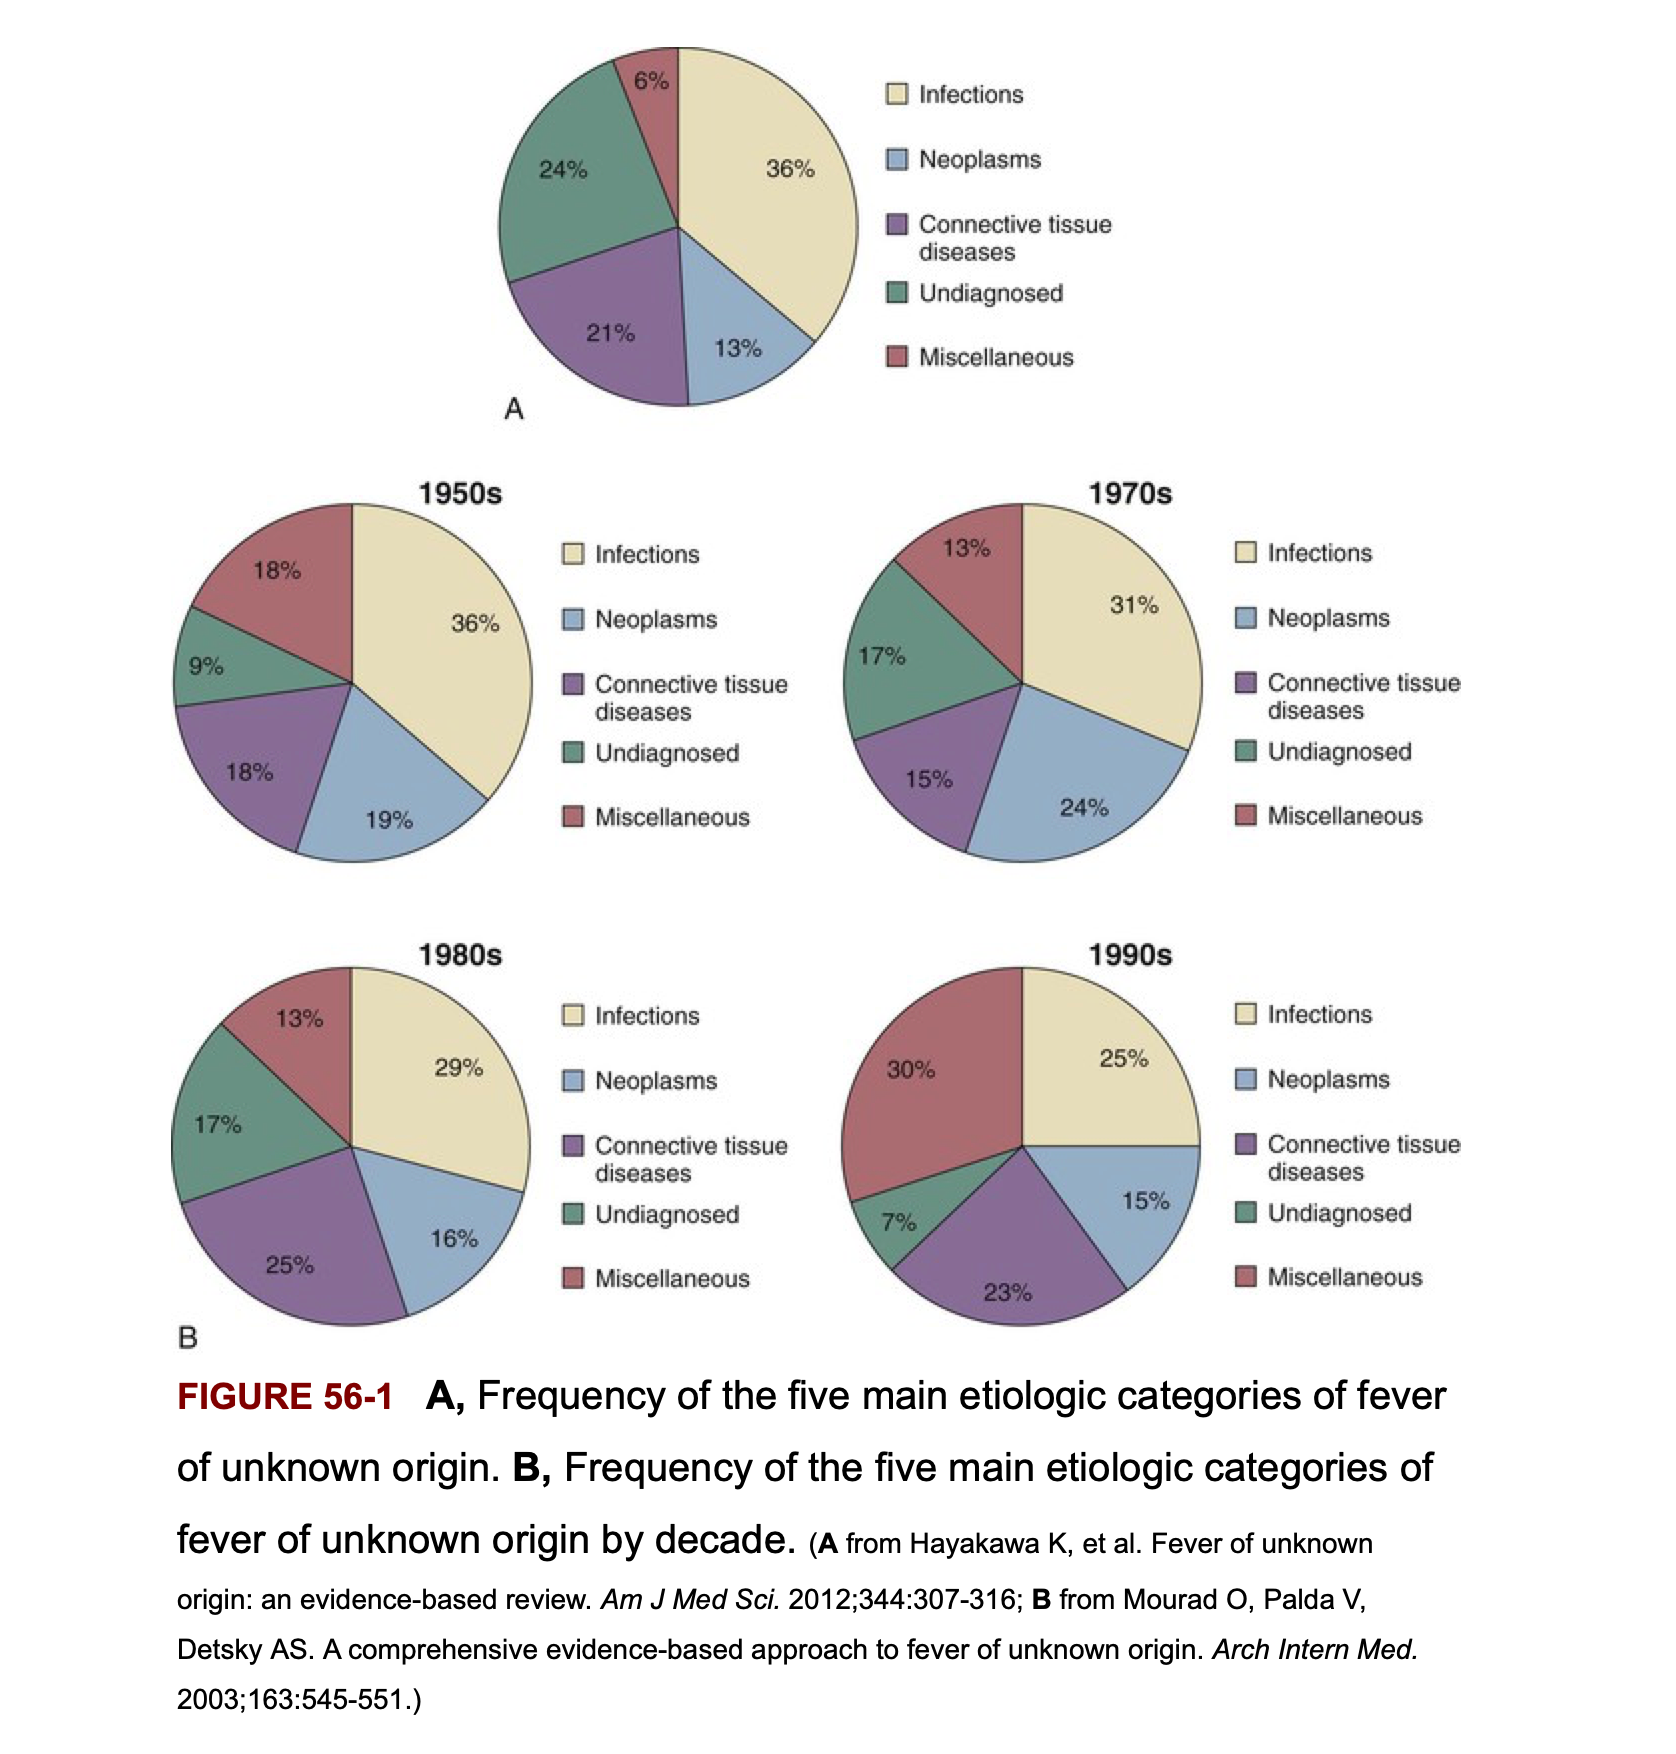 6%
36%
24%
21%
13%
Infections
Neoplasms
Connective tissue
diseases
Undiagnosed
Miscellaneous
A
1950s
18%
36%
9%
18%
19%
Infections
Neoplasms
Connective tissue
diseases
Undiagnosed
Miscellaneous
1970s
13%
31%
17%
15%
24%
Infections
Neoplasms
Connective tissue
diseases
Undiagnosed
Miscellaneous
1980s
13%
29%
17%
16%
25%
Infections
Neoplasms
Connective tissue
diseases
Undiagnosed
Miscellaneous
1990s
30%
25%
15%
7%
23%
Infections
Neoplasms
Connective tissue
diseases
Undiagnosed
Miscellaneous
B
FIGURE 56-1 A, Frequency of the five main etiologic categories of fever
of unknown origin. B, Frequency of the five main etiologic categories of
fever of unknown origin by decade. (A from Hayakawa K, et al. Fever of unknown
origin: an evidence-based review. Am J Med Sci. 2012;344:307-316; B from Mourad O, Palda V,
Detsky AS. A comprehensive evidence-based approach to fever of unknown origin. Arch Intern Med.
2003;163:545-551.)